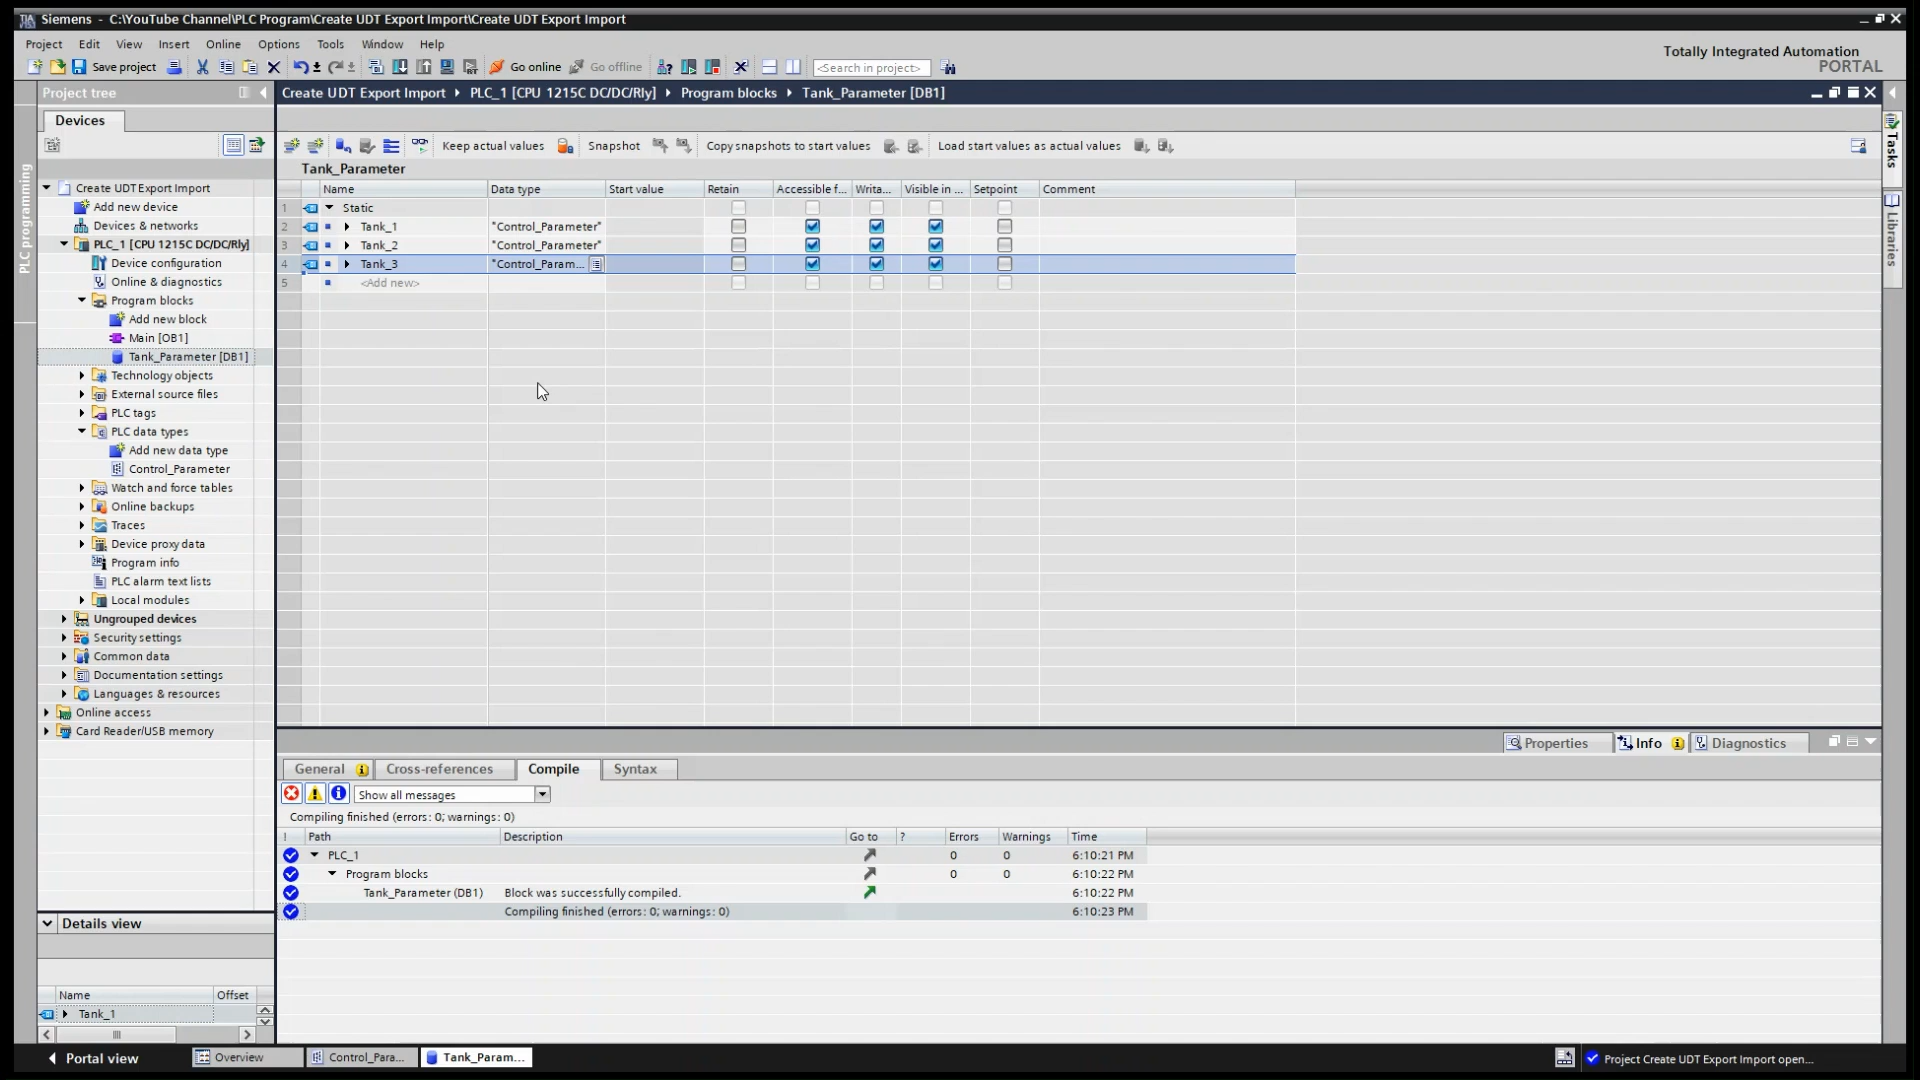 Siemens - C:\YouTube Channel\PLC Program\Create UDT Export Import\Create UDT Export Import
Project Edit View Insert Online Options Tools Window Help
Totally Integrated Automation
PORTAL
Save project Go online Go offline <Search in project>
Project tree
Create UDT Export Import PLC_1 [CPU 1215C DC/DC/Rly] Program blocks Tank_Parameter [DB1]
Devices
Keep actual values Snapshot Copy snapshots to start values Load start values as actual values
Tank_Parameter
Name Data type Start value Retain Accessible f... Writa... Visible in ... Setpoint Comment
1 Static
2 Tank_1 "Control_Parameter"
3 Tank_2 "Control_Parameter"
4 Tank_3 "Control_Param...
5 <Add new>
PLC programming
Create UDT Export Import
Add new device
Devices & networks
PLC_1 [CPU 1215C DC/DC/Rly]
Device configuration
Online & diagnostics
Program blocks
Add new block
Main [OB1]
Tank_Parameter [DB1]
Technology objects
External source files
PLC tags
PLC data types
Add new data type
Control_Parameter
Watch and force tables
Online backups
Traces
Device proxy data
Program info
PLC alarm text lists
Local modules
Ungrouped devices
Security settings
Common data
Documentation settings
Languages & resources
Online access
Card Reader/USB memory
Tasks
Libraries
Properties Info Diagnostics
General Cross-references Compile Syntax
Show all messages
Compiling finished (errors: 0; warnings: 0)
! Path Description Go to ? Errors Warnings Time
PLC_1 0 0 6:10:21 PM
Program blocks 0 0 6:10:22 PM
Tank_Parameter (DB1) Block was successfully compiled. 6:10:22 PM
Compiling finished (errors: 0; warnings: 0) 6:10:23 PM
Details view
Name Offset
Tank_1
Portal view Overview Control_Para... Tank_Param... Project Create UDT Export Import open...